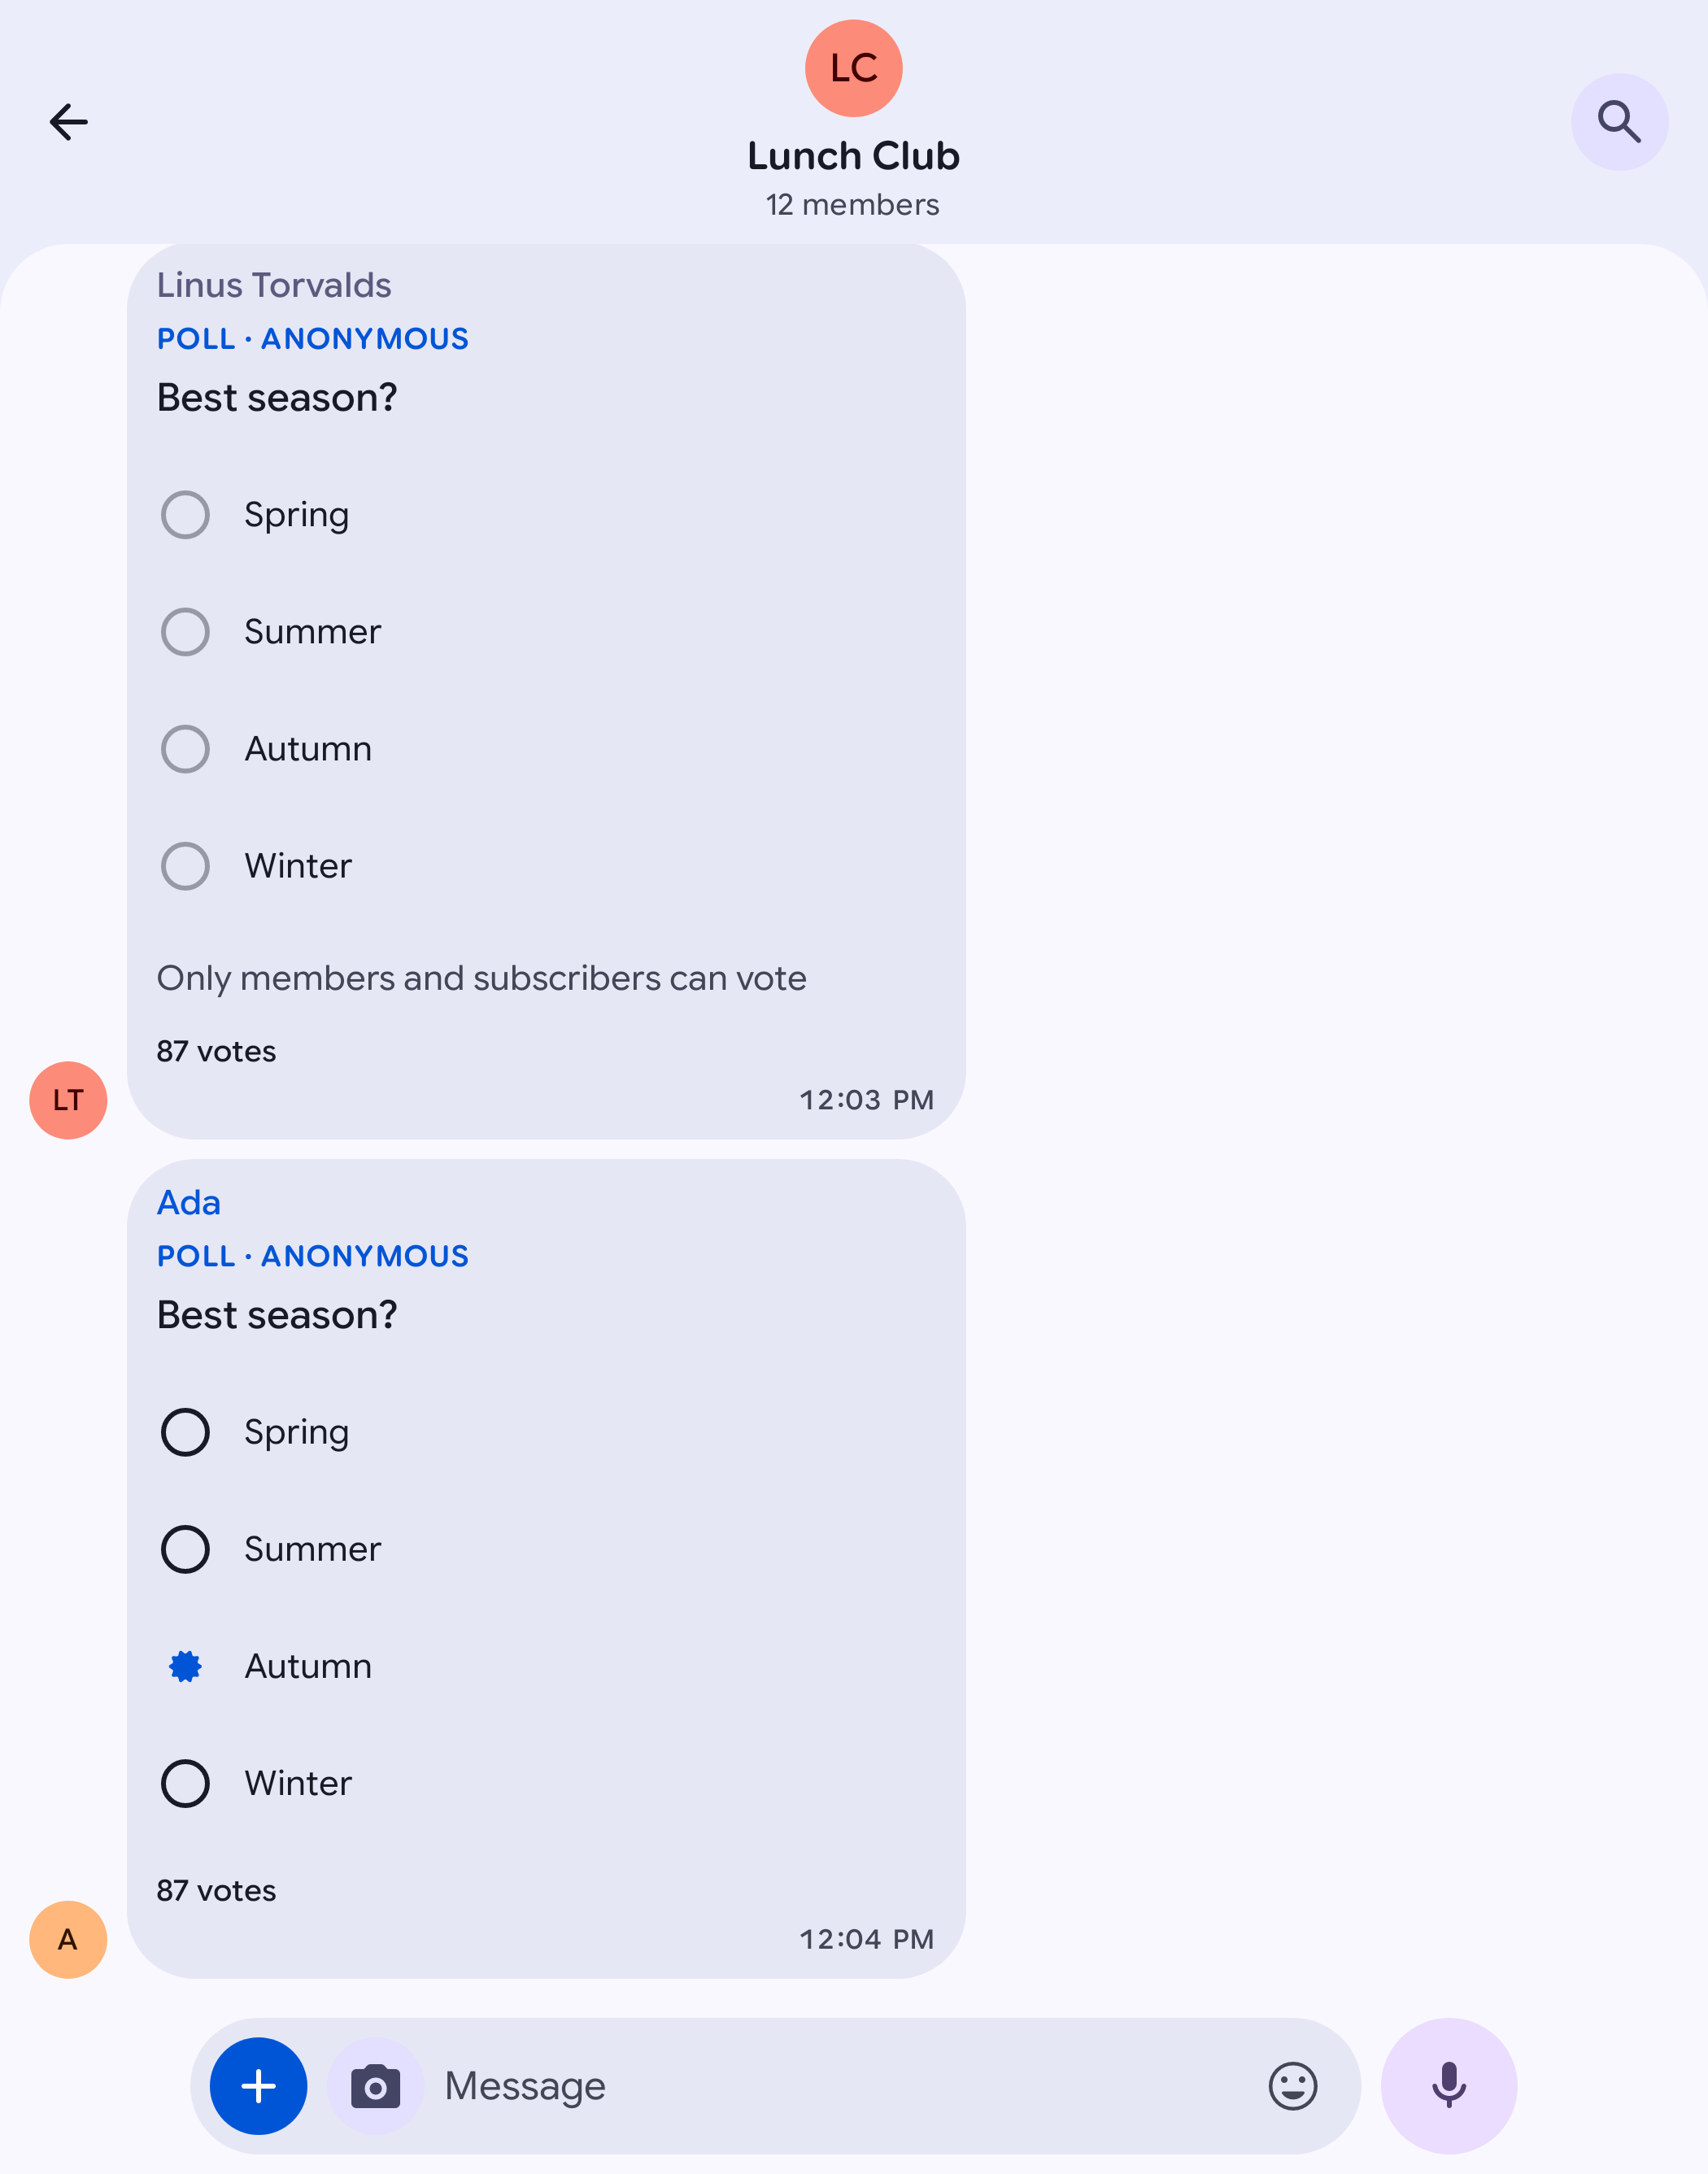 LC
Lunch Club
12 members
Linus Torvalds
POLL · ANONYMOUS
Best season?
Spring
Summer
Autumn
Winter
Only members and subscribers can vote
87 votes
LT
12:03 PM
Ada
POLL · ANONYMOUS
Best season?
Spring
Summer
Autumn
Winter
87 votes
A
12:04 PM
Message